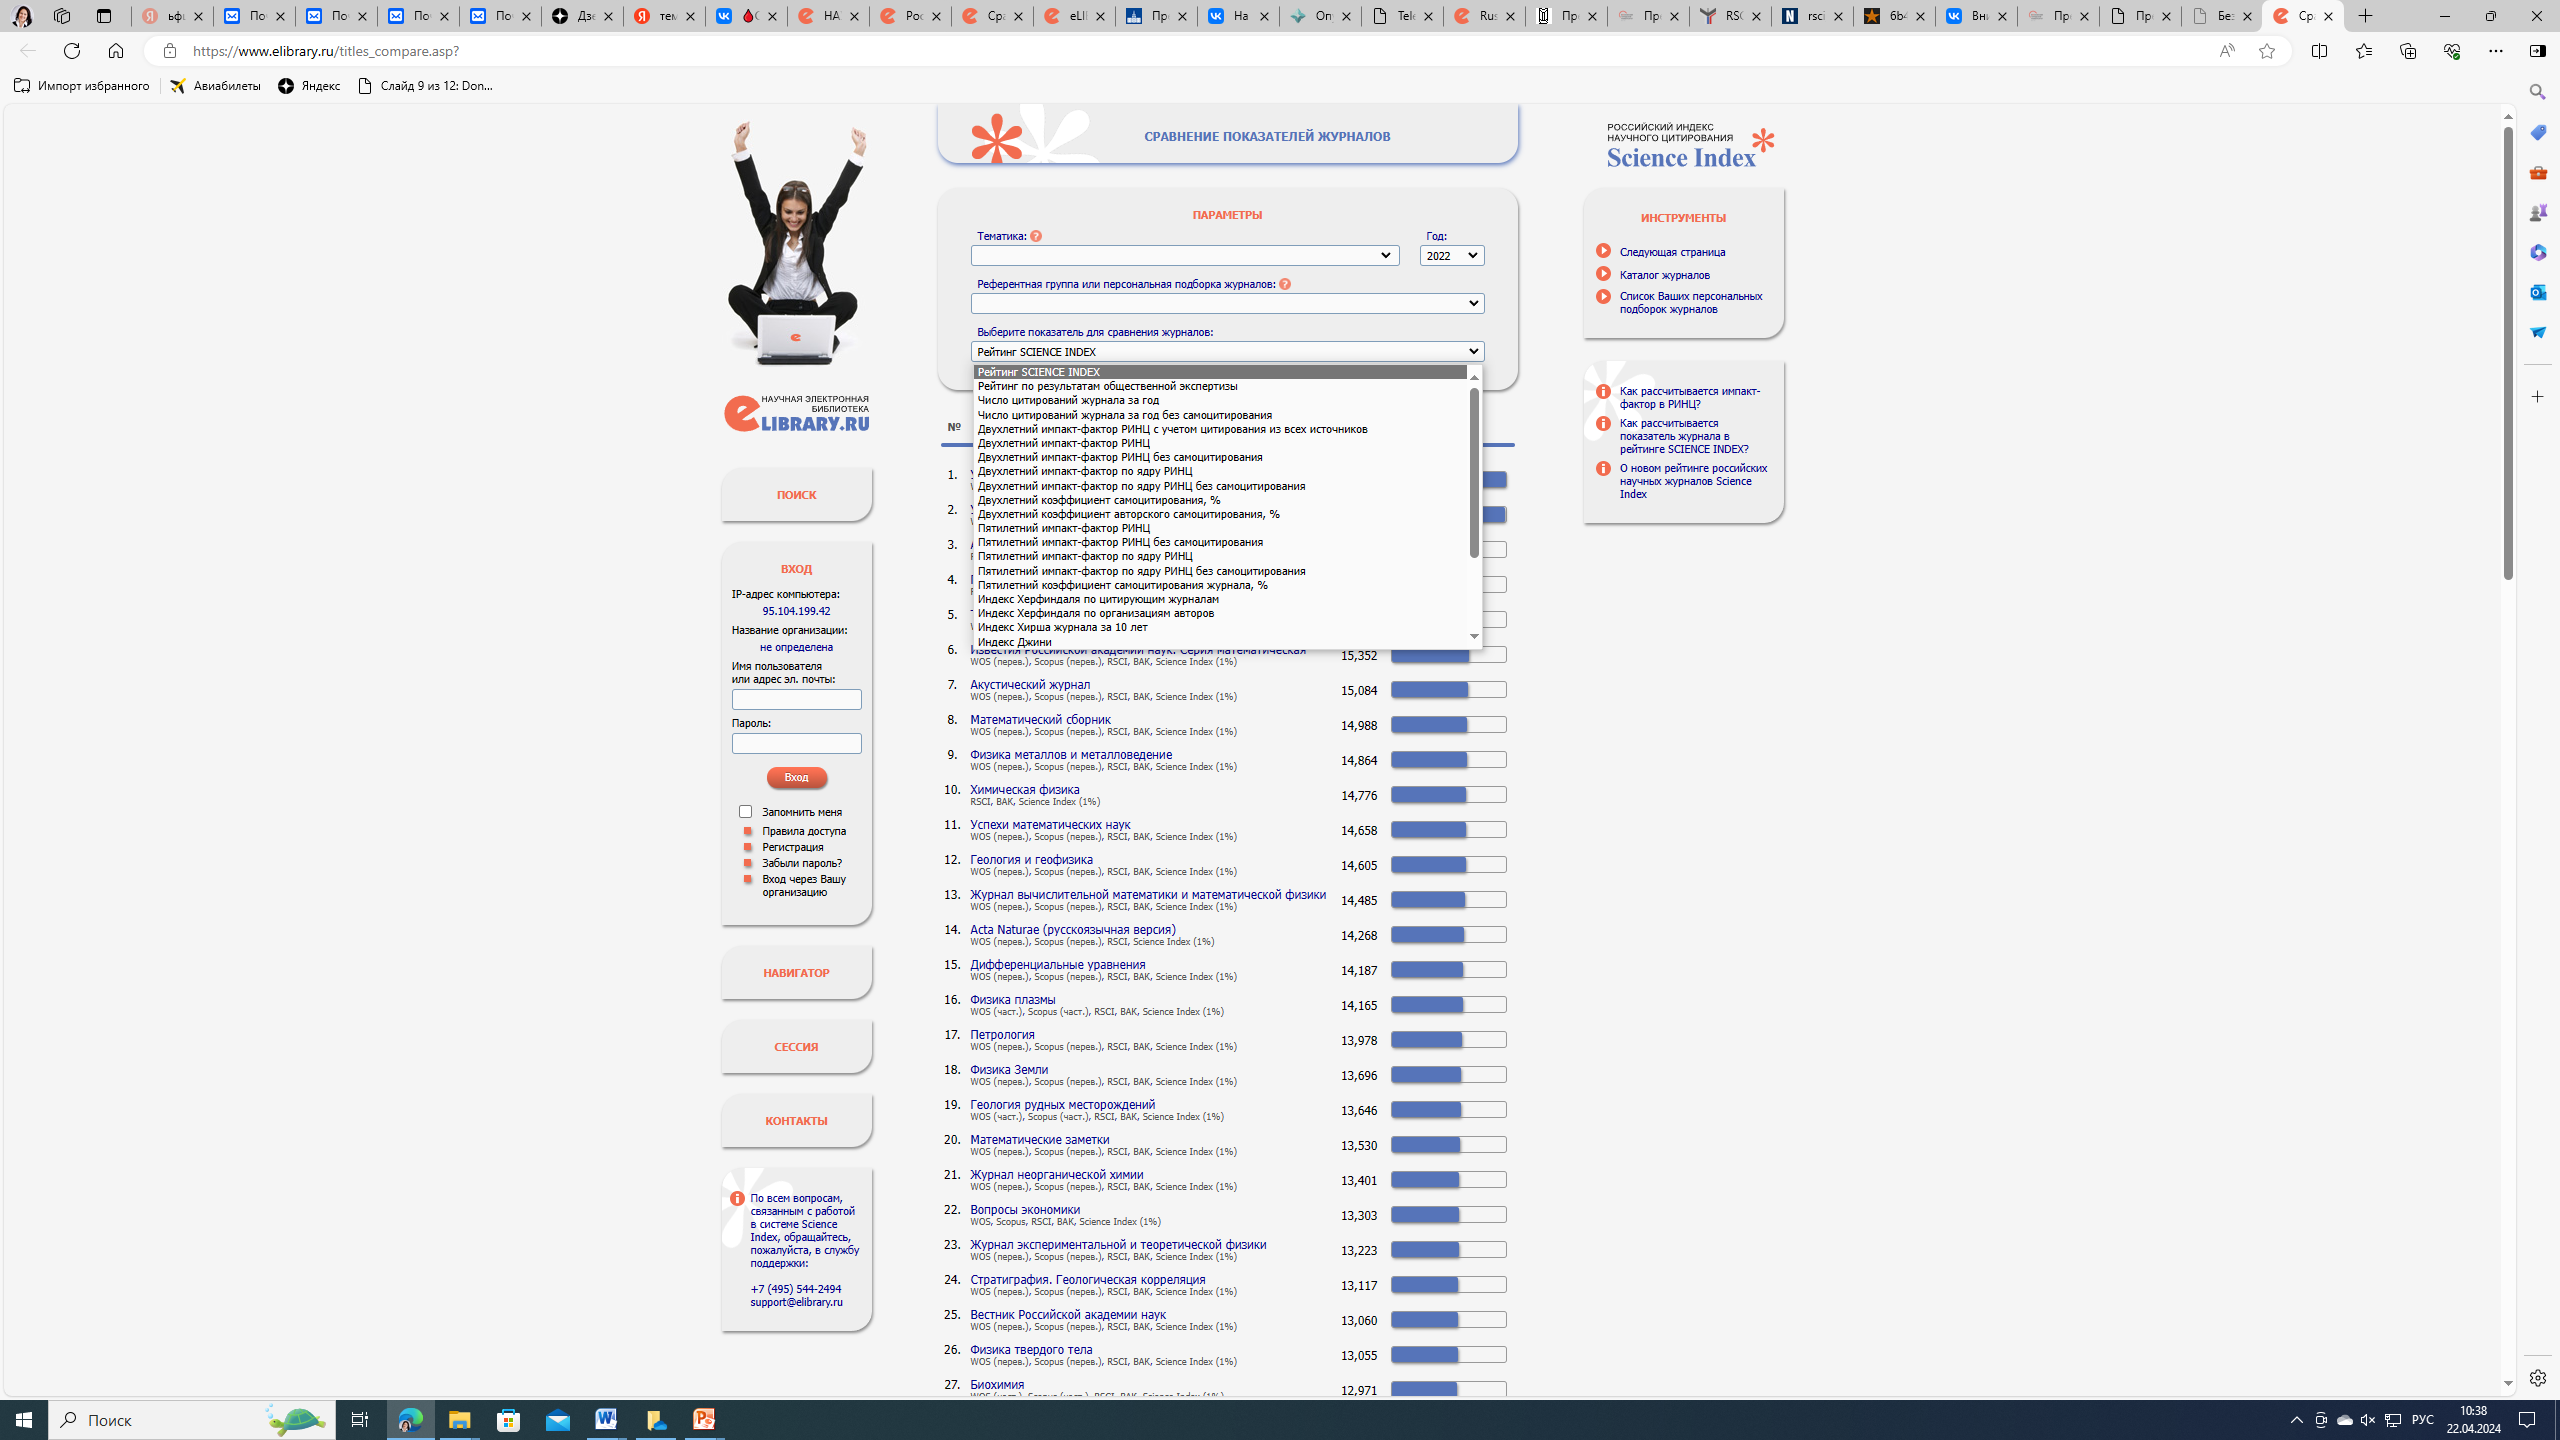 https://www.elibrary.ru/titles_compare.asp?
Импорт избранного
Авиабилеты
Яндекс
Слайд 9 из 12: Don...
НАУЧНАЯ ЭЛЕКТРОННАЯ
БИБЛИОТЕКА
eLIBRARY.RU
ПОИСК
ВХОД
IP-адрес компьютера:
95.104.199.42
Название организации:
не определена
Имя пользователя
или адрес эл. почты:
Пароль:
Вход
Запомнить меня
Правила доступа
Регистрация
Забыли пароль?
Вход через Вашу
организацию
НАВИГАТОР
СЕССИЯ
КОНТАКТЫ
По всем вопросам,
связанным с работой
в системе Science
Index, обращайтесь,
пожалуйста, в службу
поддержки:
+7 (495) 544-2494
support@elibrary.ru
СРАВНЕНИЕ ПОКАЗАТЕЛЕЙ ЖУРНАЛОВ
ПАРАМЕТРЫ
Тематика: ?
Год:
2022
Референтная группа или персональная подборка журналов: ?
Выберите показатель для сравнения журналов:
Рейтинг SCIENCE INDEX
Рейтинг SCIENCE INDEX
Рейтинг по результатам общественной экспертизы
Число цитирований журнала за год
Число цитирований журнала за год без самоцитирования
Двухлетний импакт-фактор РИНЦ с учетом цитирования из всех источников
Двухлетний импакт-фактор РИНЦ
Двухлетний импакт-фактор РИНЦ без самоцитирования
Двухлетний импакт-фактор по ядру РИНЦ
Двухлетний импакт-фактор по ядру РИНЦ без самоцитирования
Двухлетний коэффициент самоцитирования, %
Двухлетний коэффициент авторского самоцитирования, %
Пятилетний импакт-фактор РИНЦ
Пятилетний импакт-фактор РИНЦ без самоцитирования
Пятилетний импакт-фактор по ядру РИНЦ
Пятилетний импакт-фактор по ядру РИНЦ без самоцитирования
Пятилетний коэффициент самоцитирования журнала, %
Индекс Херфиндаля по цитирующим журналам
Индекс Херфиндаля по организациям авторов
Индекс Хирша журнала за 10 лет
Индекс Джини
№
1.
2.
3.
4.
5.
6. Известия Российской академии наук. Серия математическая 15,352
WOS (перев.), Scopus (перев.), RSCI, ВАК, Science Index (1%)
7. Акустический журнал 15,084
WOS (перев.), Scopus (перев.), RSCI, ВАК, Science Index (1%)
8. Математический сборник 14,988
WOS (перев.), Scopus (перев.), RSCI, ВАК, Science Index (1%)
9. Физика металлов и металловедение 14,864
WOS (перев.), Scopus (перев.), RSCI, ВАК, Science Index (1%)
10. Химическая физика 14,776
RSCI, ВАК, Science Index (1%)
11. Успехи математических наук 14,658
WOS (перев.), Scopus (перев.), RSCI, ВАК, Science Index (1%)
12. Геология и геофизика 14,605
WOS (перев.), Scopus (перев.), RSCI, ВАК, Science Index (1%)
13. Журнал вычислительной математики и математической физики 14,485
WOS (перев.), Scopus (перев.), RSCI, ВАК, Science Index (1%)
14. Acta Naturae (русскоязычная версия) 14,268
WOS (перев.), Scopus (перев.), RSCI, Science Index (1%)
15. Дифференциальные уравнения 14,187
WOS (перев.), Scopus (перев.), RSCI, ВАК, Science Index (1%)
16. Физика плазмы 14,165
WOS (част.), Scopus (част.), RSCI, ВАК, Science Index (1%)
17. Петрология 13,978
WOS (перев.), Scopus (перев.), RSCI, ВАК, Science Index (1%)
18. Физика Земли 13,696
WOS (перев.), Scopus (перев.), RSCI, ВАК, Science Index (1%)
19. Геология рудных месторождений 13,646
WOS (част.), Scopus (част.), RSCI, ВАК, Science Index (1%)
20. Математические заметки 13,530
WOS (перев.), Scopus (перев.), RSCI, ВАК, Science Index (1%)
21. Журнал неорганической химии 13,401
WOS (перев.), Scopus (перев.), RSCI, ВАК, Science Index (1%)
22. Вопросы экономики 13,303
WOS, Scopus, RSCI, ВАК, Science Index (1%)
23. Журнал экспериментальной и теоретической физики 13,223
WOS (перев.), Scopus (перев.), RSCI, ВАК, Science Index (1%)
24. Стратиграфия. Геологическая корреляция 13,117
WOS (перев.), Scopus (перев.), RSCI, ВАК, Science Index (1%)
25. Вестник Российской академии наук 13,060
WOS (перев.), Scopus (перев.), RSCI, ВАК, Science Index (1%)
26. Физика твердого тела 13,055
WOS (перев.), Scopus (перев.), RSCI, ВАК, Science Index (1%)
27. Биохимия 12,971
РОССИЙСКИЙ ИНДЕКС
НАУЧНОГО ЦИТИРОВАНИЯ
Science Index
ИНСТРУМЕНТЫ
Следующая страница
Каталог журналов
Список Ваших персональных
подборок журналов
Как рассчитывается импакт-
фактор в РИНЦ?
Как рассчитывается
показатель журнала в
рейтинге SCIENCE INDEX?
О новом рейтинге российских
научных журналов Science
Index
Поиск
РУС
10:38
22.04.2024